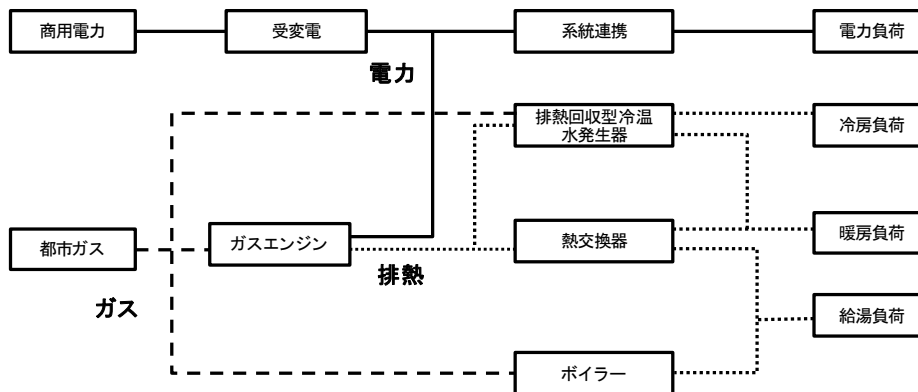 商用電力
受変電
系統連携
電力負荷
電力
排熱回収型冷温
水発生器
冷房負荷
都市ガス
ガスエンジン
熱交換器
暖房負荷
排熱
ガス
給湯負荷
ボイラー